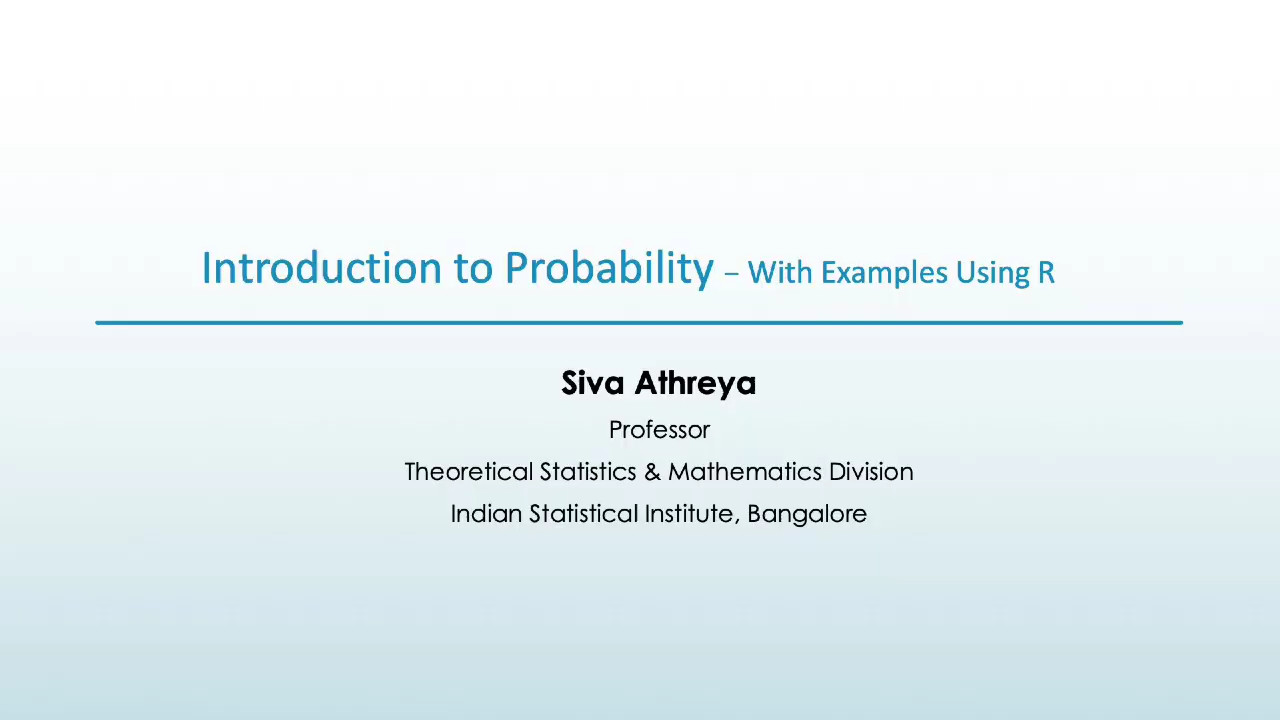 Introduction to Probability – With Examples Using R
Siva Athreya
Professor
Theoretical Statistics & Mathematics Division
Indian Statistical Institute, Bangalore